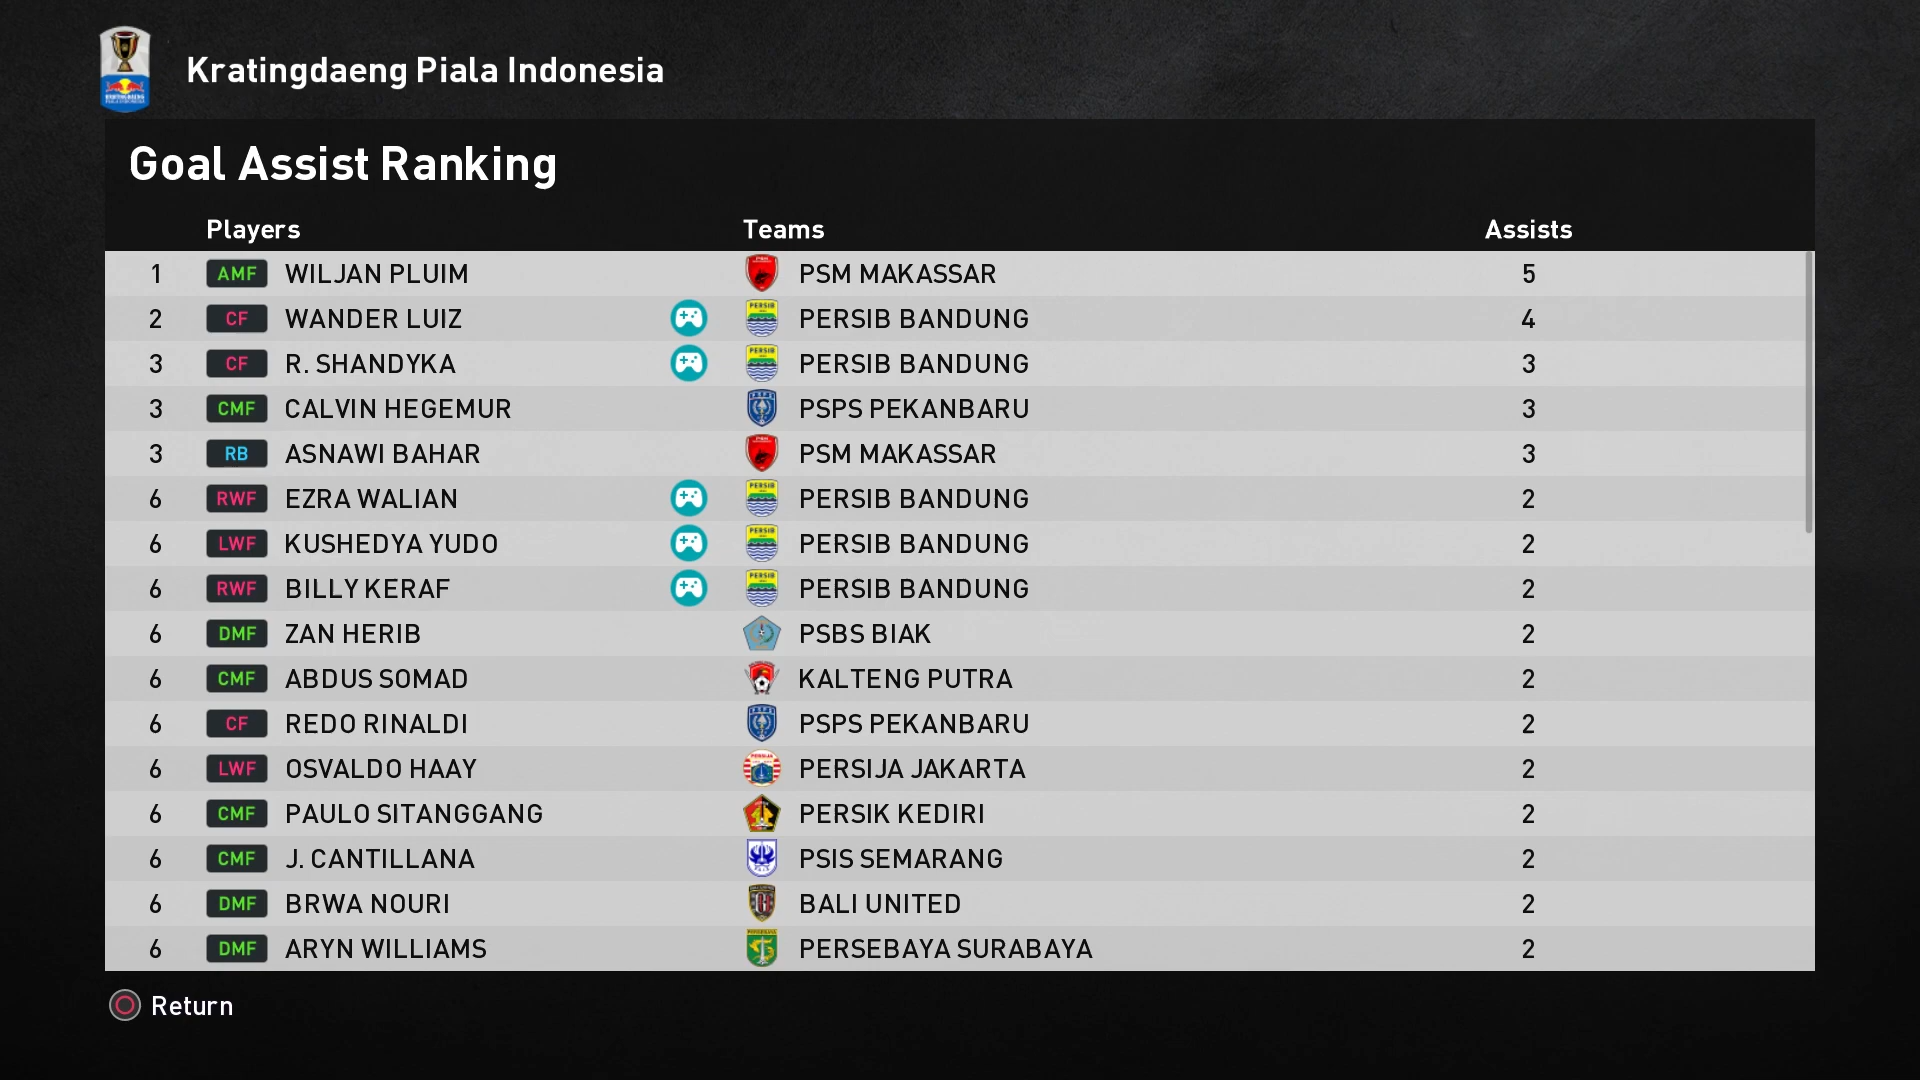 Kratingdaeng Piala Indonesia
Goal Assist Ranking
Players Teams Assists
1 AMF WILJAN PLUIM PSM MAKASSAR 5
2 CF WANDER LUIZ PERSIB BANDUNG 4
3 CF R. SHANDYKA PERSIB BANDUNG 3
3 CMF CALVIN HEGEMUR PSPS PEKANBARU 3
3 RB ASNAWI BAHAR PSM MAKASSAR 3
6 RWF EZRA WALIAN PERSIB BANDUNG 2
6 LWF KUSHEDYA YUDO PERSIB BANDUNG 2
6 RWF BILLY KERAF PERSIB BANDUNG 2
6 DMF ZAN HERIB PSBS BIAK 2
6 CMF ABDUS SOMAD KALTENG PUTRA 2
6 CF REDO RINALDI PSPS PEKANBARU 2
6 LWF OSVALDO HAAY PERSIJA JAKARTA 2
6 CMF PAULO SITANGGANG PERSIK KEDIRI 2
6 CMF J. CANTILLANA PSIS SEMARANG 2
6 DMF BRWA NOURI BALI UNITED 2
6 DMF ARYN WILLIAMS PERSEBAYA SURABAYA 2
Return